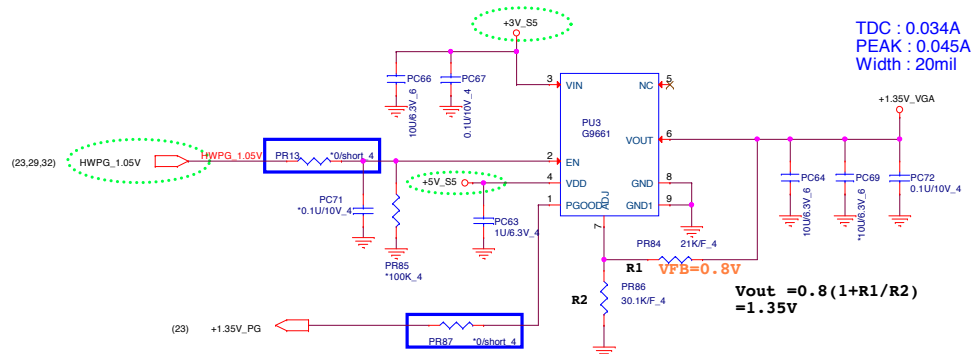 +3V_S5
TDC : 0.034A
PEAK : 0.045A
Width : 20mil
PC66
10U/6.3V_6
PC67
0.1U/10V_4
3
VIN
NC
5
PU3
G9661
+1.35V_VGA
VOUT
6
(23,29,32)
HWPG_1.05V
HWPG_1.05V
PR13
*0/short_4
2
EN
+5V_S5
4
VDD
GND
8
1
PGOOD
ADJ
GND1
9
PC71
*0.1U/10V_4
PC63
1U/6.3V_4
PC64
10U/6.3V_6
PC69
*10U/6.3V_6
PC72
0.1U/10V_4
PR85
*100K_4
7
PR84
21K/F_4
R1
VFB=0.8V
R2
PR86
30.1K/F_4
Vout =0.8(1+R1/R2)
=1.35V
(23)
+1.35V_PG
PR87
*0/short_4